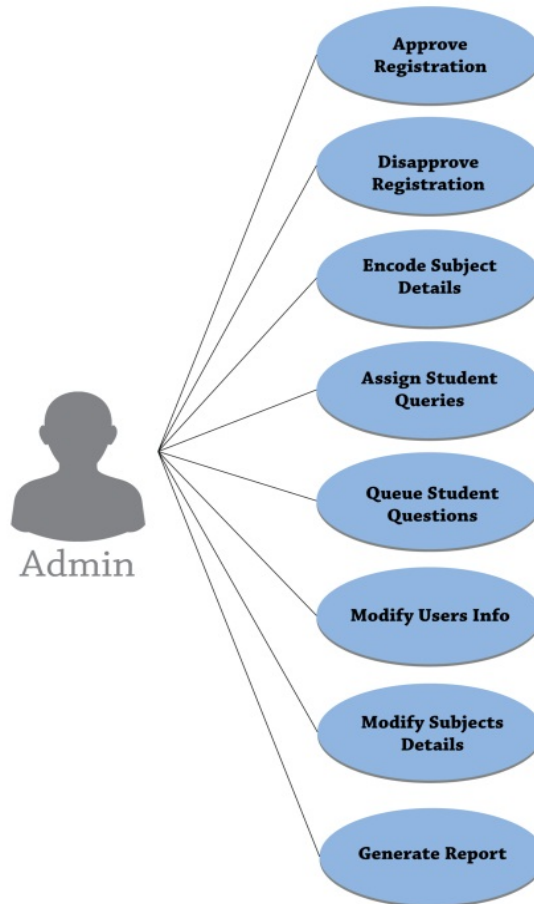 Approve
Registration
Disapprove
Registration
Encode Subject
Details
Assign Student
Queries
Queue Student
Questions
Admin
Modify Users Info
Modify Subjects
Details
Generate Report